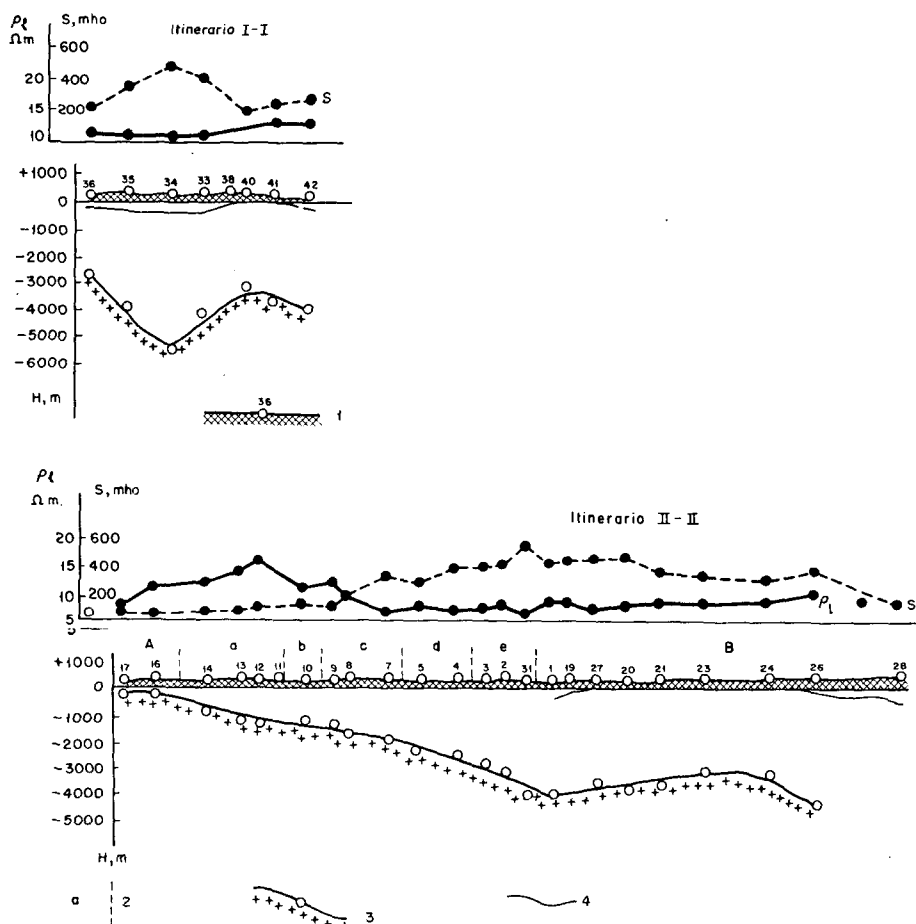 ρℓ S, mho Itinerario I-I
Ωm
600
20 400
15 200
10
S
+1000
36 35 34 33 38 40 41 42
0
-1000
-2000
-3000
-4000
-5000
-6000
H, m
36
1
ρℓ
Ωm. S, mho
Itinerario II-II
20 600
15 400
10 200
0
5
ρℓ
S
A a b c d e B
+1000
17 16 14 13 12 11 10 9 8 7 5 4 3 2 31 1 19 27 20 21 23 24 26 28
0
-1000
-2000
-3000
-4000
-5000
H, m
a 2 3 4